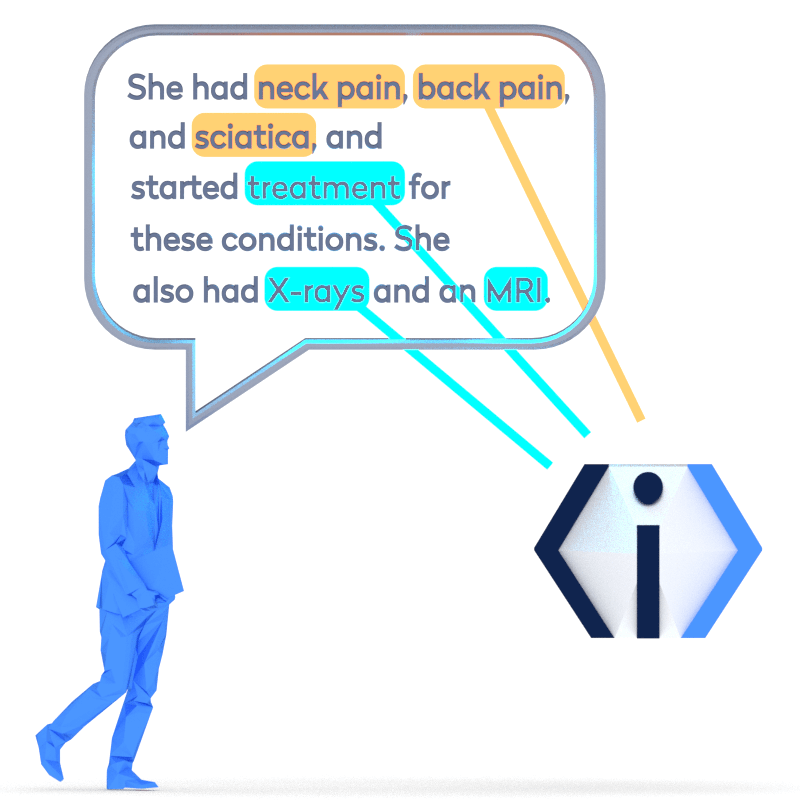 She had neck pain, back pain,
and sciatica, and
started treatment for
these conditions. She
also had X-rays and an MRI.
i